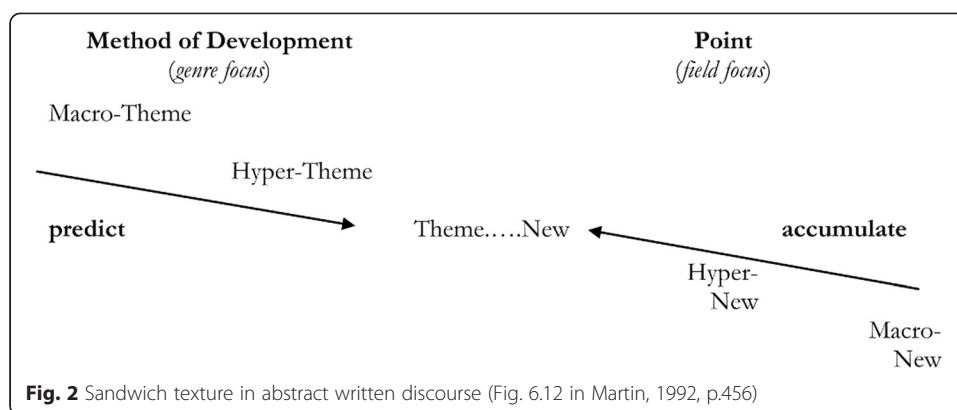 Method of Development
(genre focus)
Point
(field focus)
Macro-Theme
Hyper-Theme
predict
Theme…..New
accumulate
Hyper-
New
Macro-
New
Fig. 2 Sandwich texture in abstract written discourse (Fig. 6.12 in Martin, 1992, p.456)